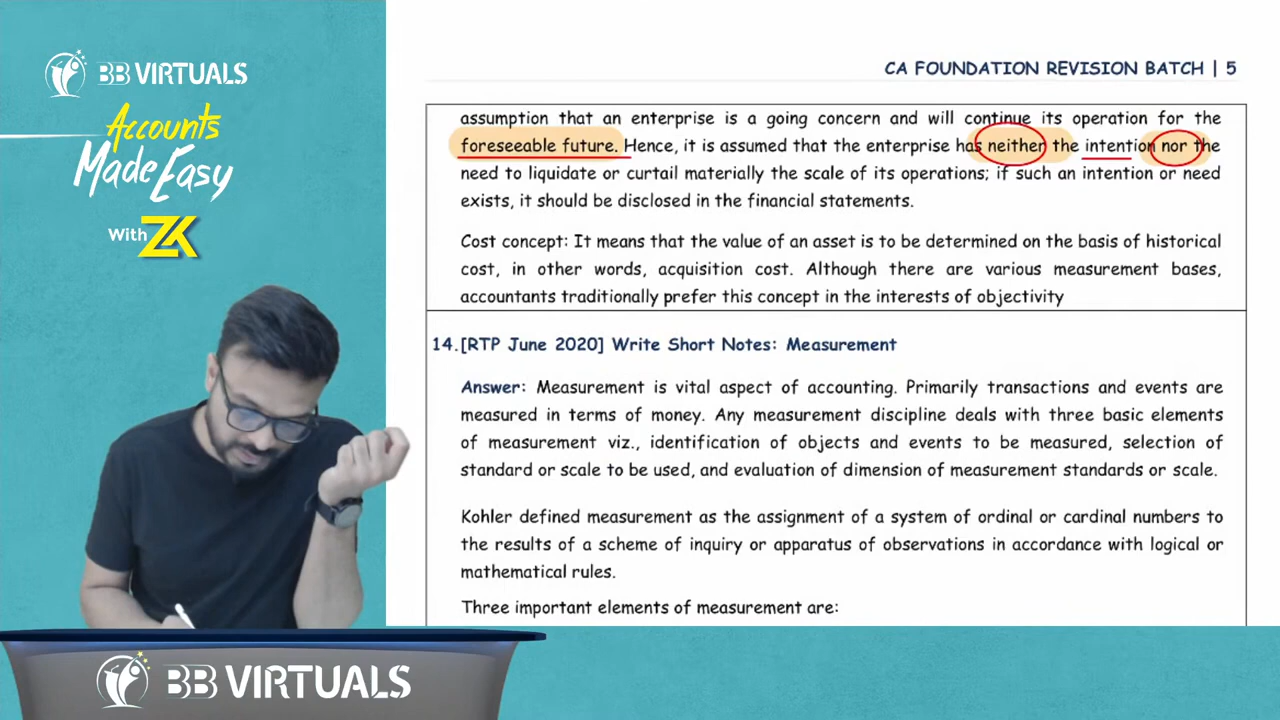 BB VIRTUALS
Accounts
Made Easy
With ZK
CA FOUNDATION REVISION BATCH | 5
assumption that an enterprise is a going concern and will continue its operation for the
foreseeable future. Hence, it is assumed that the enterprise has neither the intention nor the
need to liquidate or curtail materially the scale of its operations; if such an intention or need
exists, it should be disclosed in the financial statements.
Cost concept: It means that the value of an asset is to be determined on the basis of historical
cost, in other words, acquisition cost. Although there are various measurement bases,
accountants traditionally prefer this concept in the interests of objectivity
14.[RTP June 2020] Write Short Notes: Measurement
Answer: Measurement is vital aspect of accounting. Primarily transactions and events are
measured in terms of money. Any measurement discipline deals with three basic elements
of measurement viz., identification of objects and events to be measured, selection of
standard or scale to be used, and evaluation of dimension of measurement standards or scale.
Kohler defined measurement as the assignment of a system of ordinal or cardinal numbers to
the results of a scheme of inquiry or apparatus of observations in accordance with logical or
mathematical rules.
Three important elements of measurement are:
BB VIRTUALS